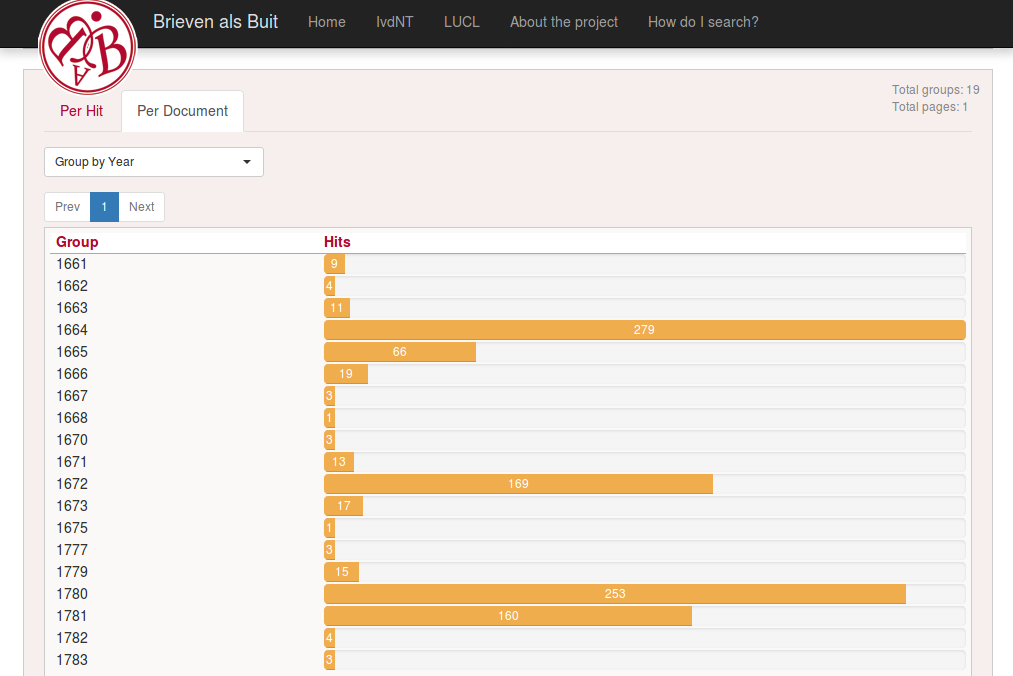 Brieven als Buit Home IvdNT LUCL About the project How do I search?
B B A
Total groups: 19
Total pages: 1
Per Hit Per Document
Group by Year
Prev 1 Next
Group Hits
1661 9
1662 4
1663 11
1664 279
1665 66
1666 19
1667 3
1668 1
1670 3
1671 13
1672 169
1673 17
1675 1
1777 3
1779 15
1780 253
1781 160
1782 4
1783 3